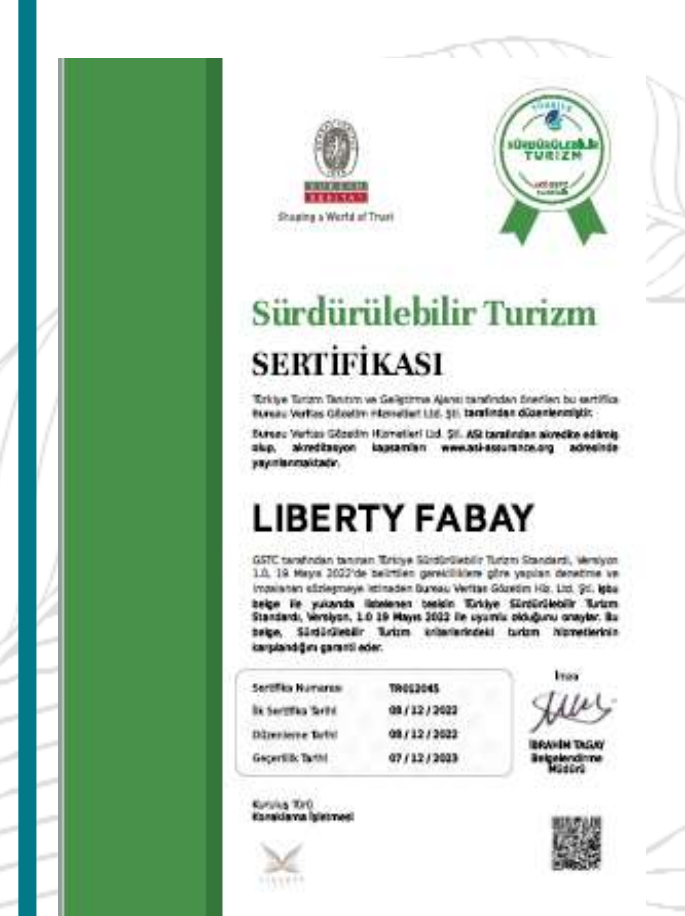 TÜRKİYE
SÜRDÜRÜLEBİLİR
TURİZM
BUREAU
VERITAS
Shaping a World of Trust
Sürdürülebilir Turizm
SERTİFİKASI
Türkiye Turizm Tanıtım ve Geliştirme Ajansı tarafından önerilen bu sertifika
Bureau Veritas Gözetim Hizmetleri Ltd. Şti. tarafından düzenlenmiştir.
Bureau Veritas Gözetim Hizmetleri Ltd. Şti. ASI tarafından akredite edilmiş
olup, akreditasyon kapsamları www.asi-assurance.org adresinde
yayınlanmaktadır.
LIBERTY FABAY
GSTC tarafından tanınan Türkiye Sürdürülebilir Turizm Standardı, Versiyon
1.0, 19 Mayıs 2022'de belirtilen gerekliliklere göre yapılan denetime ve
imzalanan sözleşmeye istinaden Bureau Veritas Gözetim Hiz. Ltd. Şti. işbu
belge ile yukarıda listelenen tesisin Türkiye Sürdürülebilir Turizm
Standardı, Versiyon, 1.0 19 Mayıs 2022 ile uyumlu olduğunu onaylar. Bu
belge, Sürdürülebilir Turizm kriterlerindeki turizm hizmetlerinin
karşılandığını garanti eder.
Sertifika Numarası TR012045
İlk Sertifika Tarihi 08 / 12 / 2022
Düzenleme Tarihi 08 / 12 / 2022
Geçerlilik Tarihi 07 / 12 / 2023
İmza
İBRAHİM TAGAY
Belgelendirme
Müdürü
Kuruluş Türü
Konaklama İşletmesi
LIBERTY